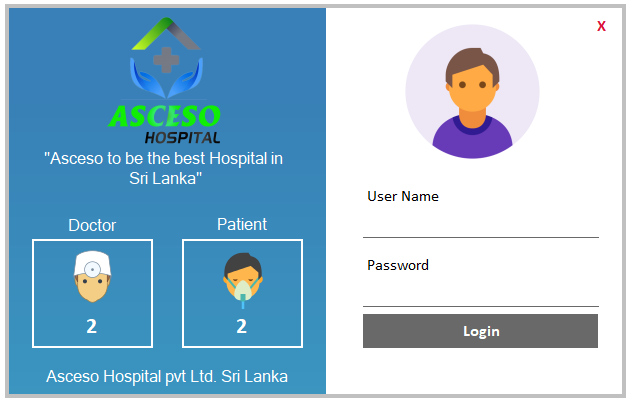 ASCESO
HOSPITAL
"Asceso to be the best Hospital in
Sri Lanka"
Doctor
Patient
2
2
Asceso Hospital pvt Ltd. Sri Lanka
X
User Name
Password
Login